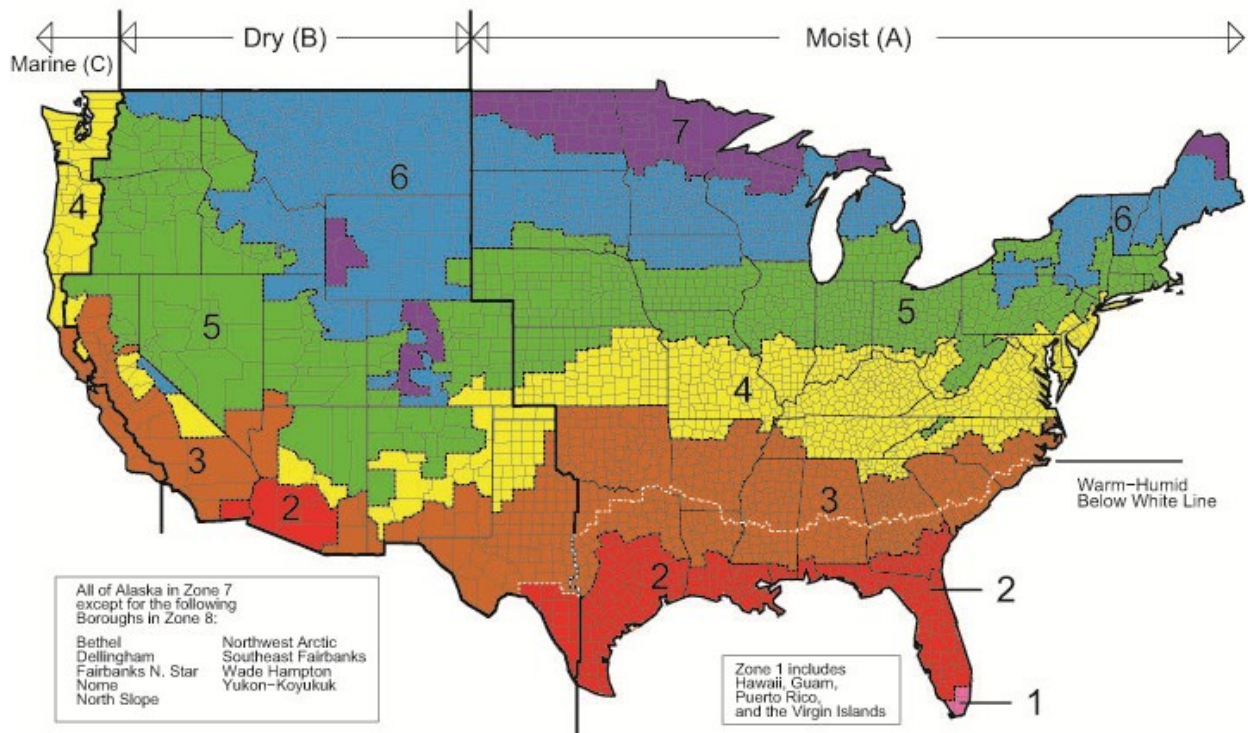 Marine (C)
Dry (B)
Moist (A)
7
6
4
6
5
5
4
3
3
2
2
Warm-Humid
Below White Line
2
1
All of Alaska in Zone 7
except for the following
Boroughs in Zone 8:
Bethel
Dellingham
Fairbanks N. Star
Nome
North Slope
Northwest Arctic
Southeast Fairbanks
Wade Hampton
Yukon-Koyukuk
Zone 1 includes
Hawaii, Guam,
Puerto Rico,
and the Virgin Islands